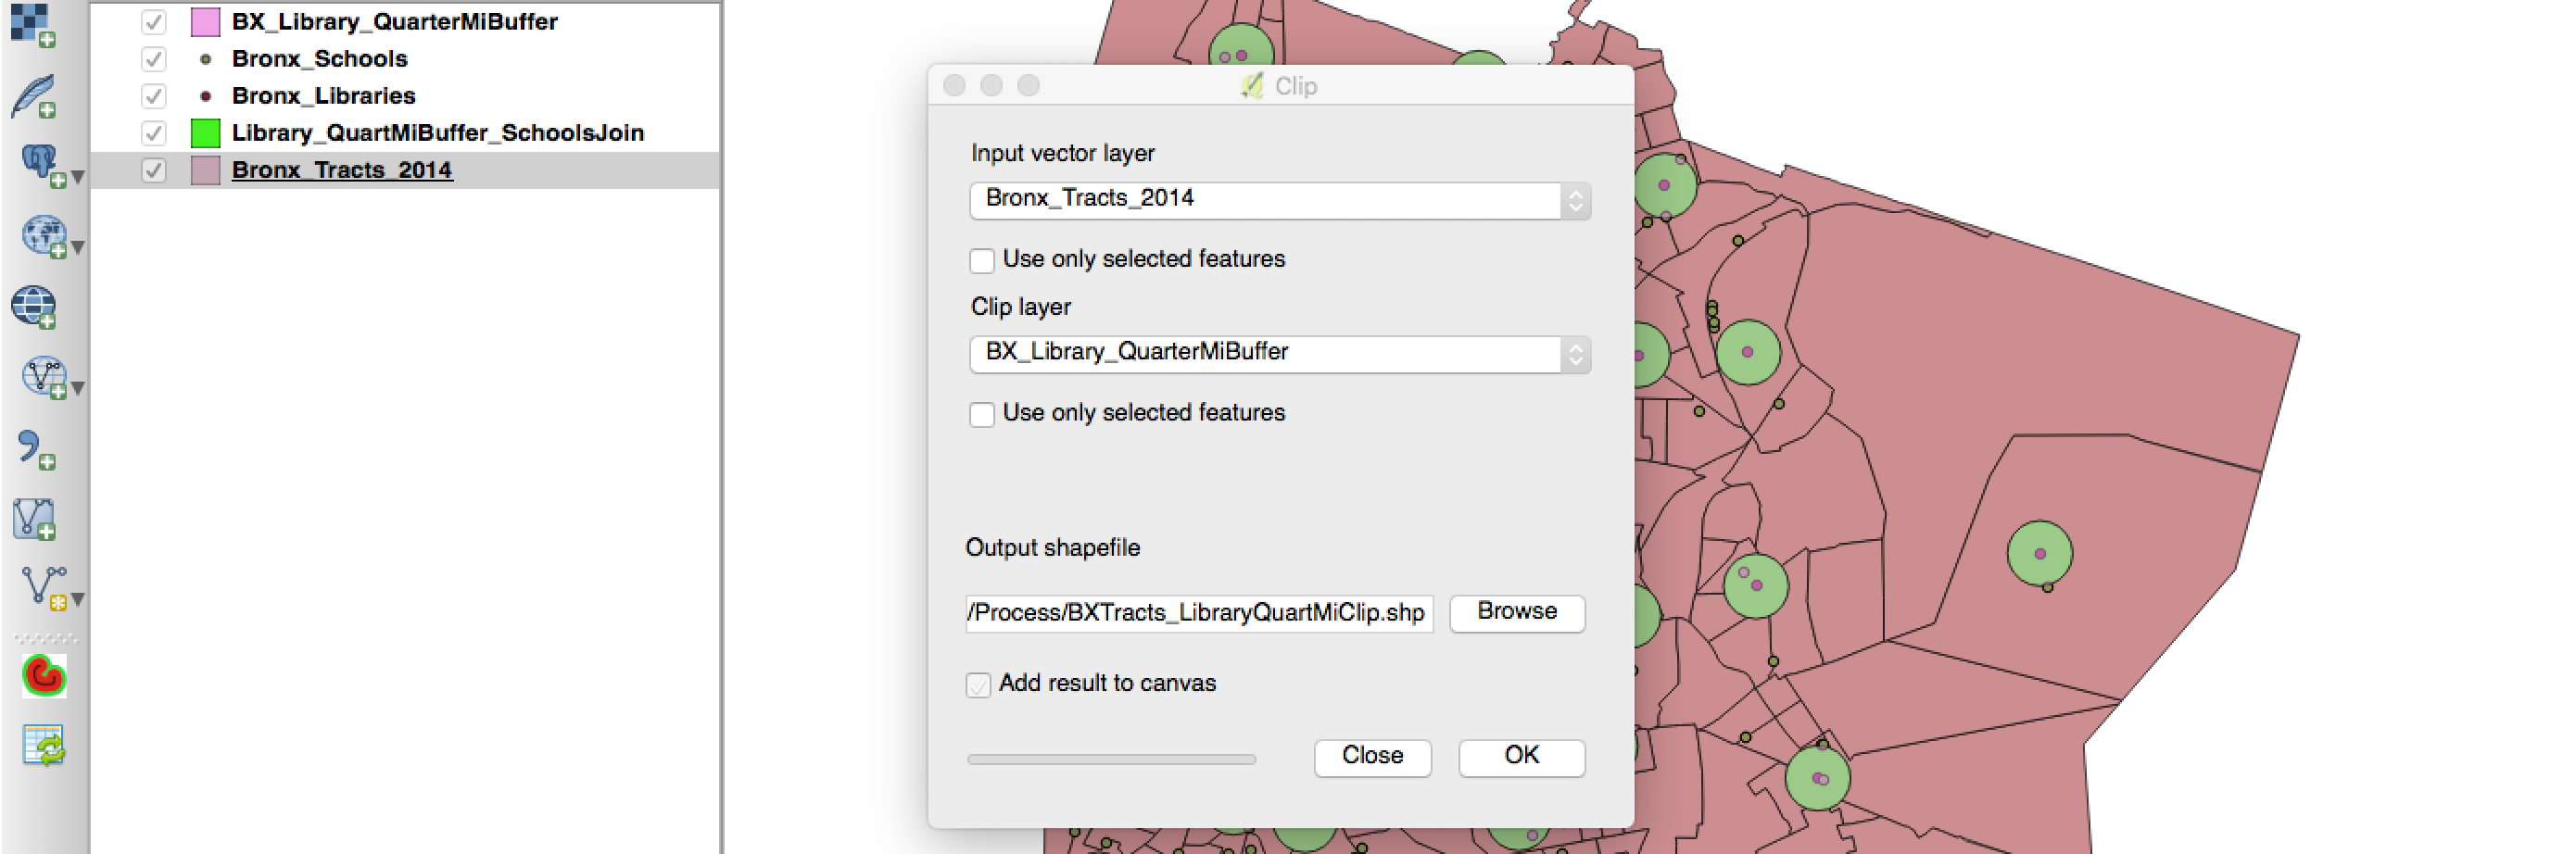 BX_Library_QuarterMiBuffer
Bronx_Schools
Bronx_Libraries
Library_QuartMiBuffer_SchoolsJoin
Bronx_Tracts_2014
Clip
Input vector layer
Bronx_Tracts_2014
Use only selected features
Clip layer
BX_Library_QuarterMiBuffer
Use only selected features
Output shapefile
/Process/BXTracts_LibraryQuartMiClip.shp
Browse
Add result to canvas
Close
OK